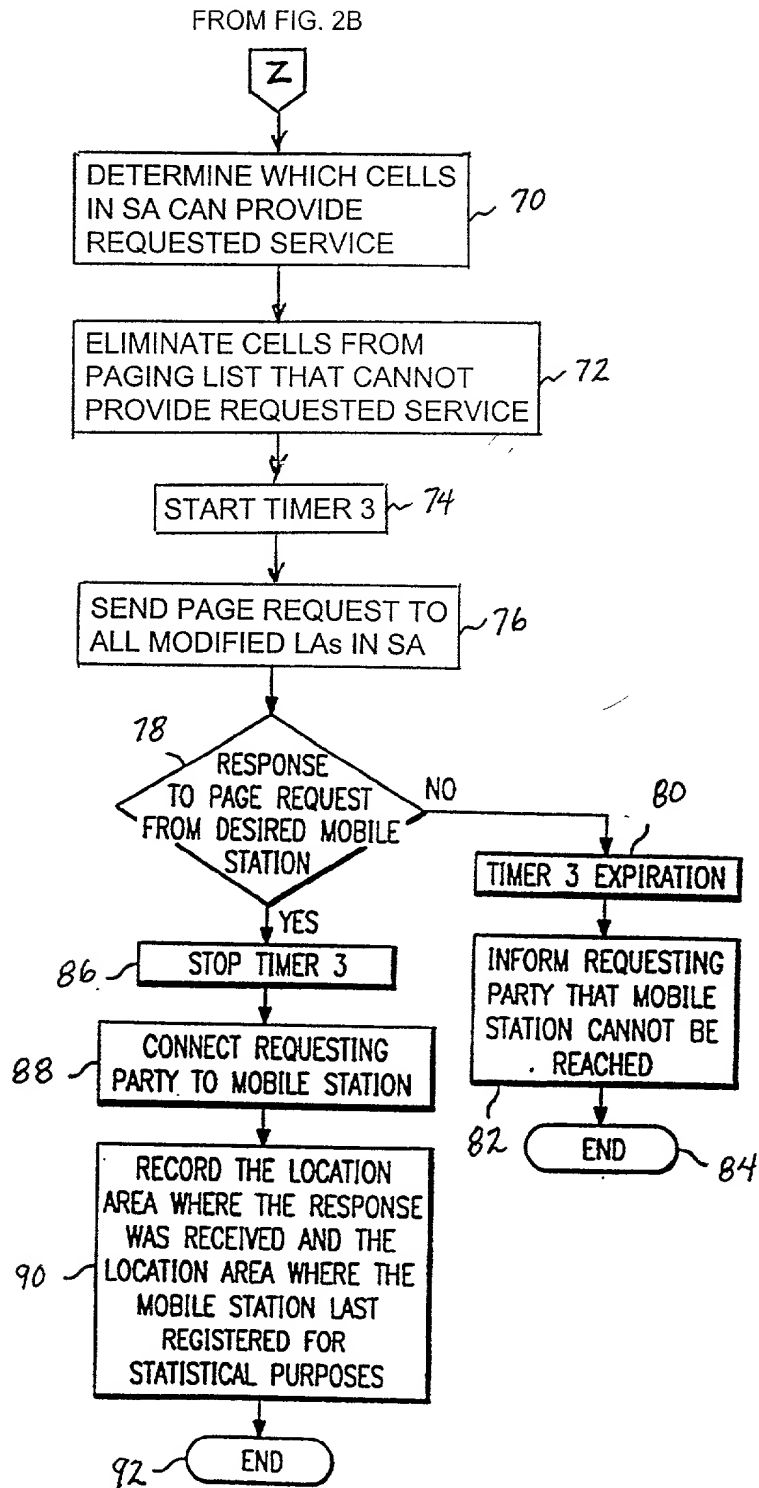 FROM FIG. 2B
Z
DETERMINE WHICH CELLS
IN SA CAN PROVIDE
REQUESTED SERVICE
70
ELIMINATE CELLS FROM
PAGING LIST THAT CANNOT
PROVIDE REQUESTED SERVICE
72
START TIMER 3
74
SEND PAGE REQUEST TO
ALL MODIFIED LAs IN SA
76
78
RESPONSE
TO PAGE REQUEST
FROM DESIRED MOBILE
STATION
NO
80
TIMER 3 EXPIRATION
INFORM REQUESTING
PARTY THAT MOBILE
STATION CANNOT BE
REACHED
82
END
84
YES
86
STOP TIMER 3
88
CONNECT REQUESTING
PARTY TO MOBILE STATION
90
RECORD THE LOCATION
AREA WHERE THE RESPONSE
WAS RECEIVED AND THE
LOCATION AREA WHERE THE
MOBILE STATION LAST
REGISTERED FOR
STATISTICAL PURPOSES
92
END